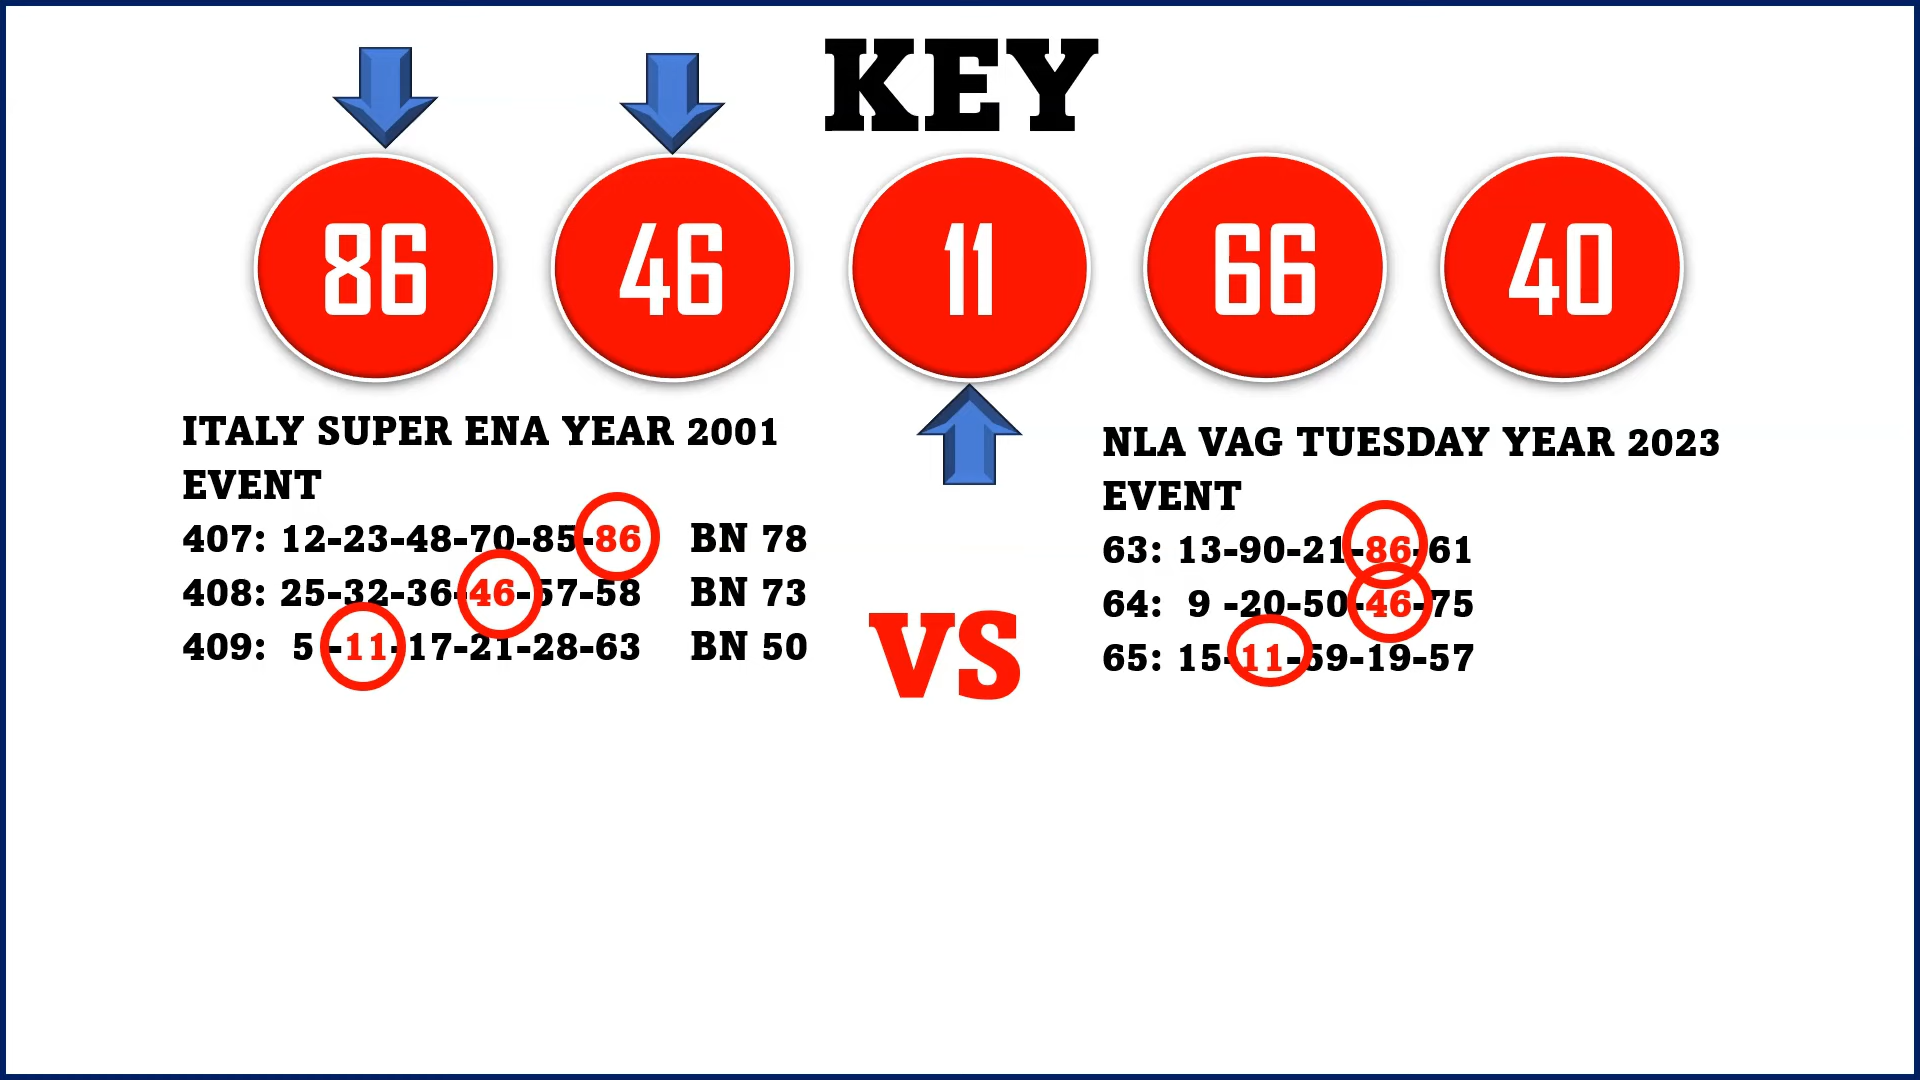 KEY
86 46 11 66 40
ITALY SUPER ENA YEAR 2001
EVENT
407: 12-23-48-70-85-86 BN 78
408: 25-32-36-46-57-58 BN 73
409: 5 -11-17-21-28-63 BN 50
VS
NLA VAG TUESDAY YEAR 2023
EVENT
63: 13-90-21-86-61
64: 9 -20-50-46-75
65: 15-11-59-19-57